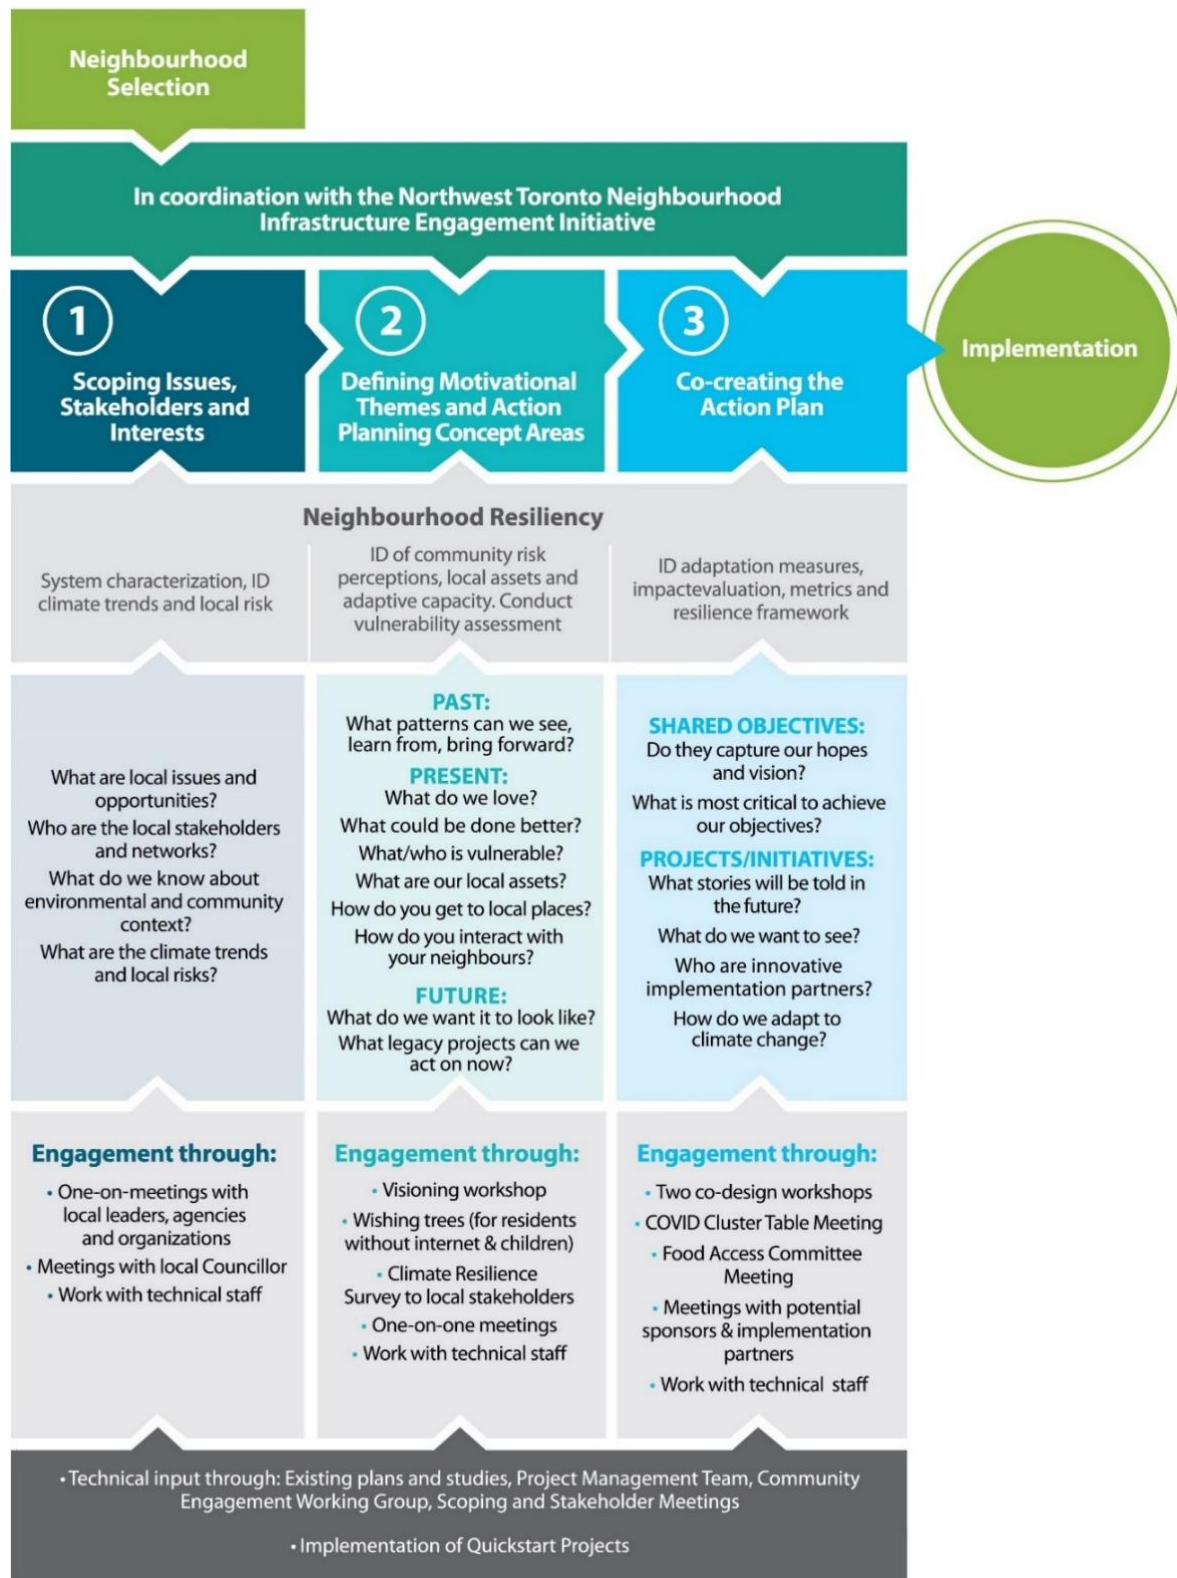 Neighbourhood
Selection
In coordination with the Northwest Toronto Neighbourhood
Infrastructure Engagement Initiative
1
Scoping Issues,
Stakeholders and
Interests
2
Defining Motivational
Themes and Action
Planning Concept Areas
3
Co-creating the
Action Plan
Implementation
Neighbourhood Resiliency
System characterization, ID
climate trends and local risk
ID of community risk
perceptions, local assets and
adaptive capacity. Conduct
vulnerability assessment
ID adaptation measures,
impactevaluation, metrics and
resilience framework
What are local issues and
opportunities?
Who are the local stakeholders
and networks?
What do we know about
environmental and community
context?
What are the climate trends
and local risks?
PAST:
What patterns can we see,
learn from, bring forward?
PRESENT:
What do we love?
What could be done better?
What/who is vulnerable?
What are our local assets?
How do you get to local places?
How do you interact with
your neighbours?
FUTURE:
What do we want it to look like?
What legacy projects can we
act on now?
SHARED OBJECTIVES:
Do they capture our hopes
and vision?
What is most critical to achieve
our objectives?
PROJECTS/INITIATIVES:
What stories will be told in
the future?
What do we want to see?
Who are innovative
implementation partners?
How do we adapt to
climate change?
Engagement through:
• One-on-meetings with
local leaders, agencies
and organizations
• Meetings with local Councillor
• Work with technical staff
Engagement through:
• Visioning workshop
• Wishing trees (for residents
without internet & children)
• Climate Resilience
Survey to local stakeholders
• One-on-one meetings
• Work with technical staff
Engagement through:
• Two co-design workshops
• COVID Cluster Table Meeting
• Food Access Committee
Meeting
• Meetings with potential
sponsors & implementation
partners
• Work with technical staff
• Technical input through: Existing plans and studies, Project Management Team, Community
Engagement Working Group, Scoping and Stakeholder Meetings
• Implementation of Quickstart Projects